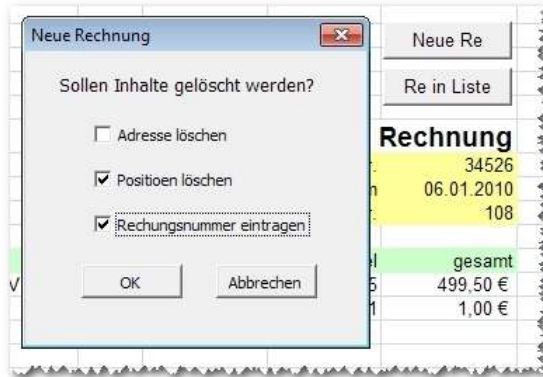 Neue Rechnung
Sollen Inhalte gelöscht werden?
Adresse löschen
Positioen löschen
Rechungsnummer eintragen
OK
Abbrechen
Neue Re
Re in Liste
Rechnung
34526
06.01.2010
108
gesamt
499,50 €
1,00 €